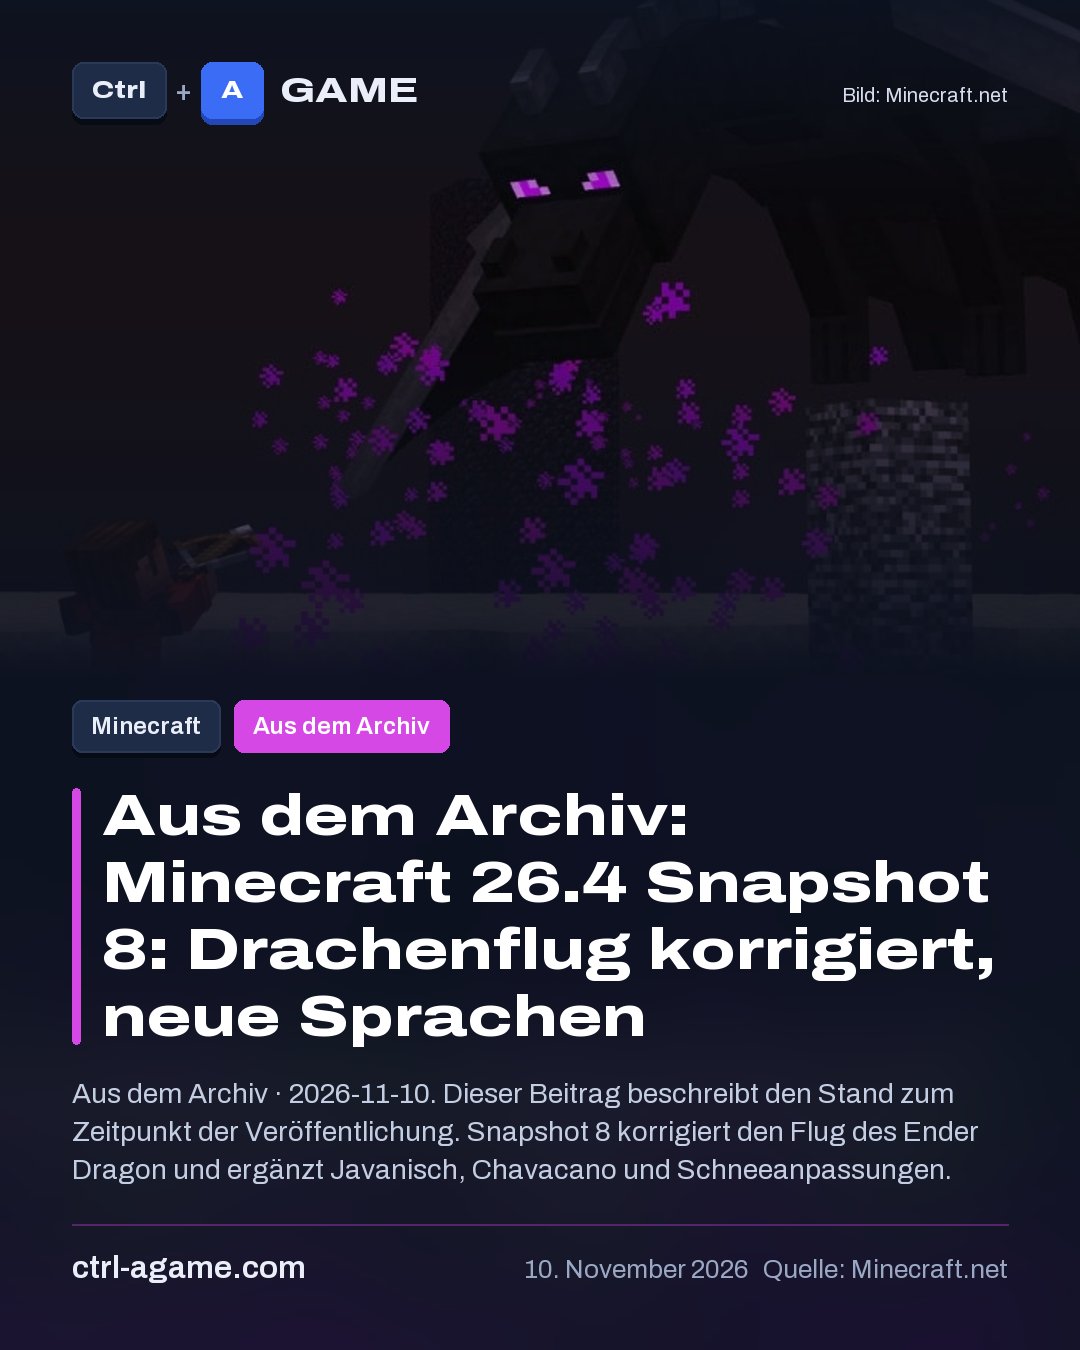 Ctrl + A GAME
Bild: Minecraft.net
Minecraft
Aus dem Archiv
Aus dem Archiv:
Minecraft 26.4 Snapshot
8: Drachenflug korrigiert,
neue Sprachen
Aus dem Archiv · 2026-11-10. Dieser Beitrag beschreibt den Stand zum
Zeitpunkt der Veröffentlichung. Snapshot 8 korrigiert den Flug des Ender
Dragon und ergänzt Javanisch, Chavacano und Schneeanpassungen.
ctrl-agame.com
10. November 2026 Quelle: Minecraft.net